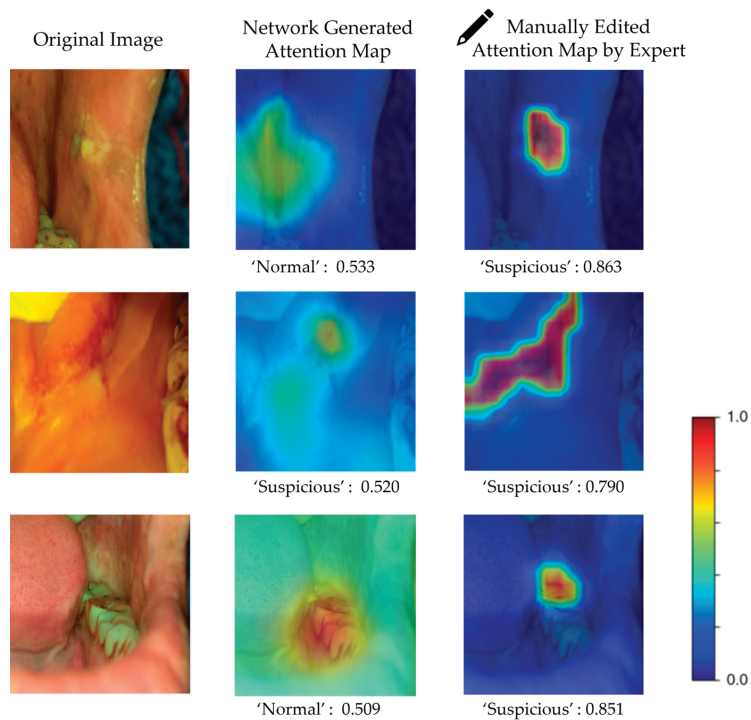 Original Image
Network Generated
Attention Map
Manually Edited
Attention Map by Expert
‘Normal’ : 0.533
‘Suspicious’ : 0.863
‘Suspicious’ : 0.520
‘Suspicious’ : 0.790
1.0
0.0
‘Normal’ : 0.509
‘Suspicious’ : 0.851